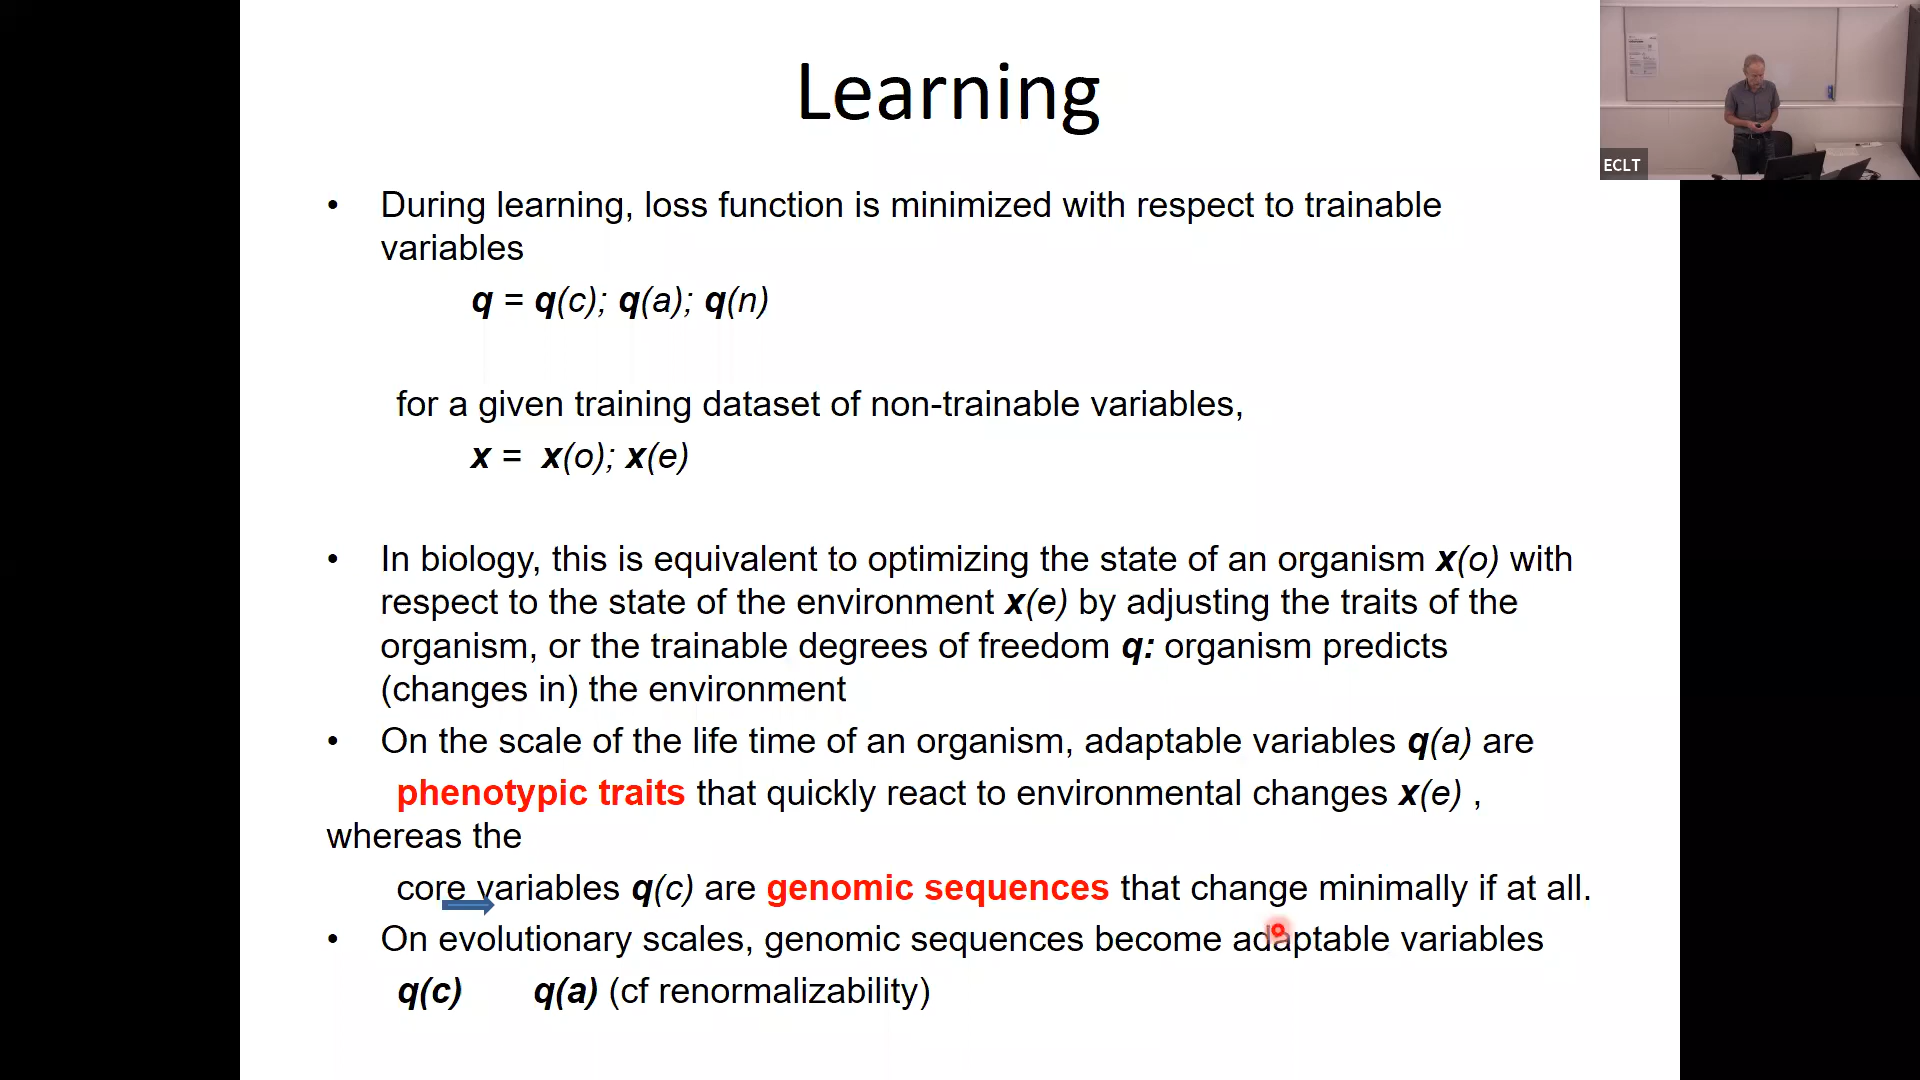 Learning
ECLT
• During learning, loss function is minimized with respect to trainable
variables
q = q(c); q(a); q(n)
for a given training dataset of non-trainable variables,
x = x(o); x(e)
• In biology, this is equivalent to optimizing the state of an organism x(o) with
respect to the state of the environment x(e) by adjusting the traits of the
organism, or the trainable degrees of freedom q: organism predicts
(changes in) the environment
• On the scale of the life time of an organism, adaptable variables q(a) are
phenotypic traits that quickly react to environmental changes x(e) ,
whereas the
core variables q(c) are genomic sequences that change minimally if at all.
• On evolutionary scales, genomic sequences become adaptable variables
q(c) q(a) (cf renormalizability)